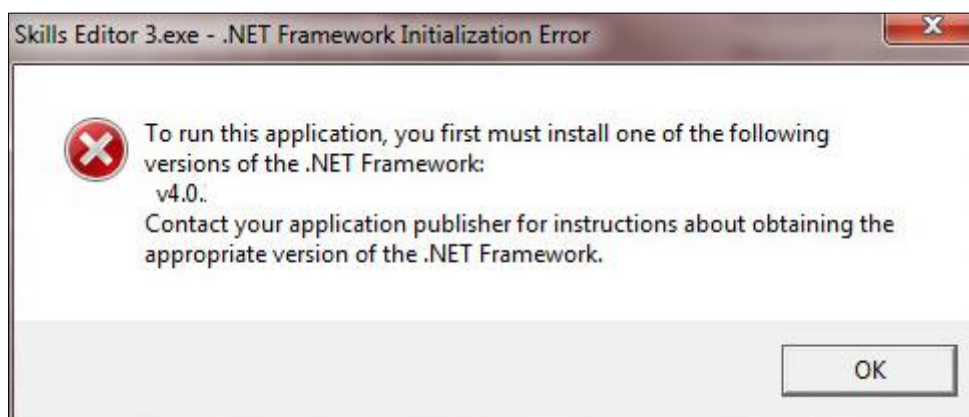 Skills Editor 3.exe - .NET Framework Initialization Error
X
To run this application, you first must install one of the following
versions of the .NET Framework:
v4.0.
Contact your application publisher for instructions about obtaining the
appropriate version of the .NET Framework.
OK